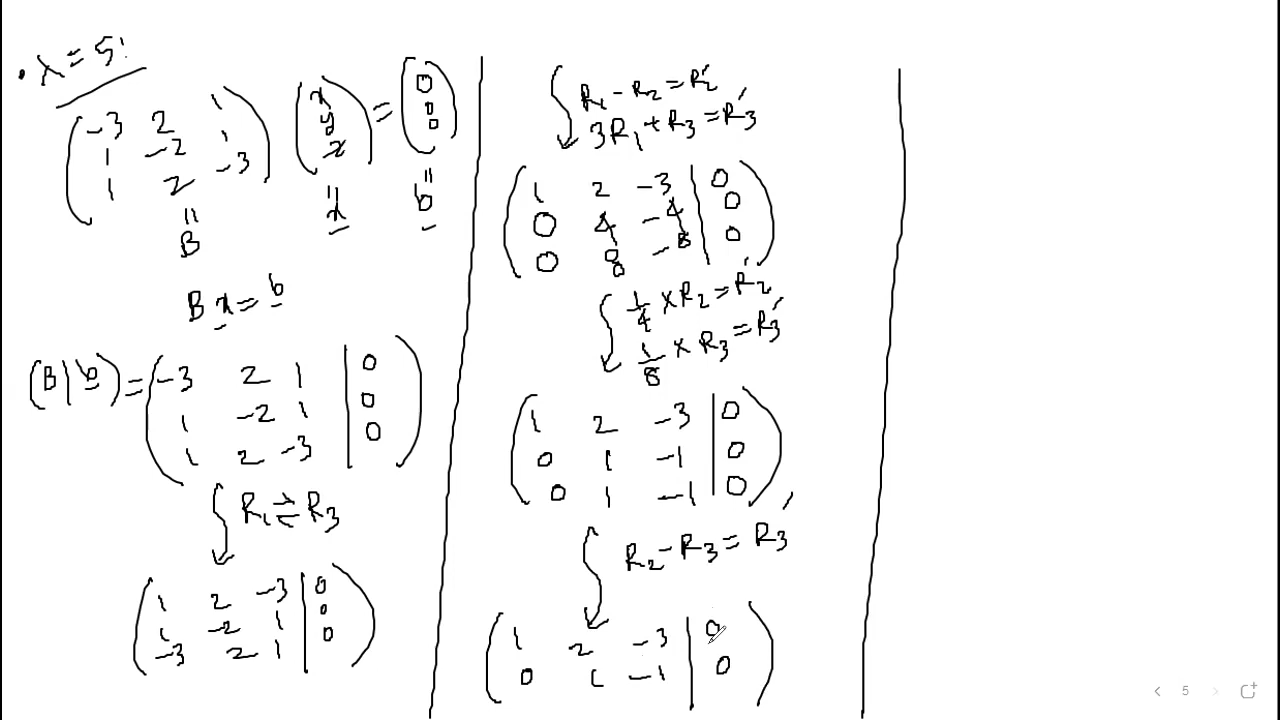 • λ = 5:
( -3 2 1 ) ( x ) = ( 0 )
( 1 -2 1 ) ( y ) ( 0 )
( 1 2 -3 ) ( z ) ( 0 )
" " "
B x b
B x = b
(B | b) = ( -3 2 1 | 0 )
( 1 -2 1 | 0 )
( 1 2 -3 | 0 )
R1 ⇌ R3
( 1 2 -3 | 0 )
( 1 -2 1 | 0 )
( -3 2 1 | 0 )
R1 - R2 = R2'
3R1 + R3 = R3'
( 1 2 -3 | 0 )
( 0 4 -4 | 0 )
( 0 8 -8 | 0 )
1/4 × R2 = R2'
1/8 × R3 = R3'
( 1 2 -3 | 0 )
( 0 1 -1 | 0 )
( 0 1 -1 | 0 )
R2 - R3 = R3'
( 1 2 -3 | 0 )
( 0 1 -1 | 0 )
5